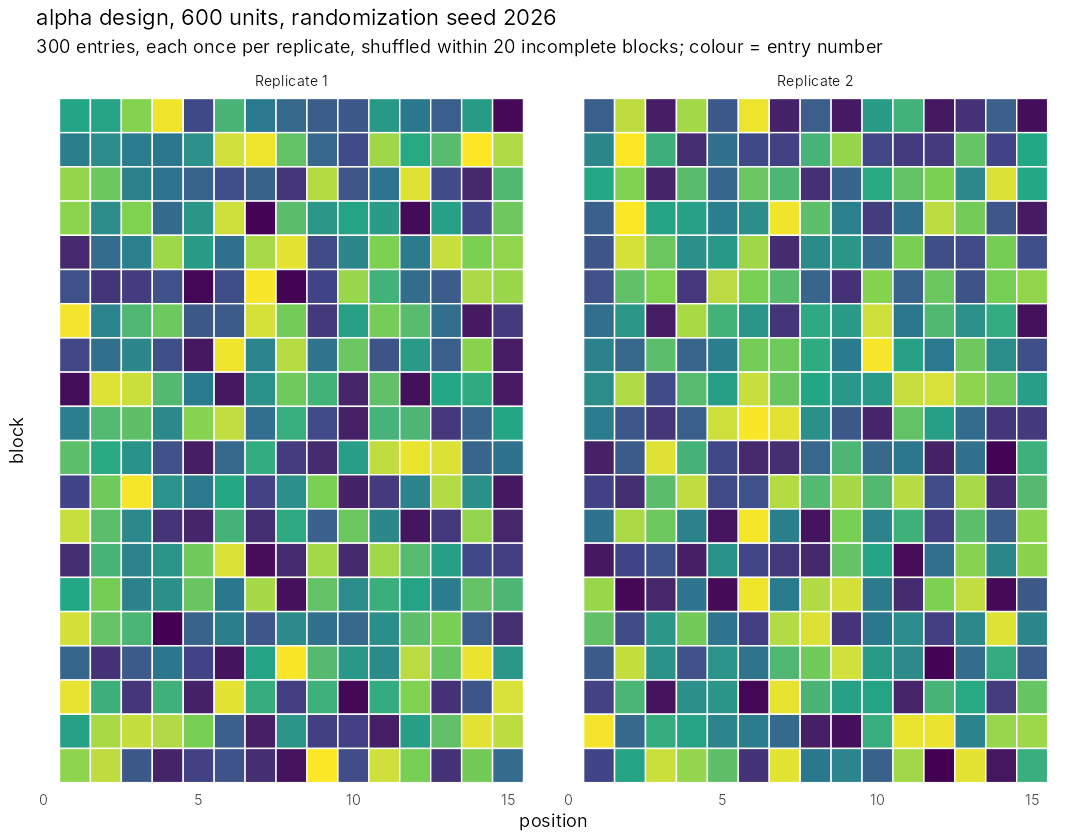 alpha design, 600 units, randomization seed 2026
300 entries, each once per replicate, shuffled within 20 incomplete blocks; colour = entry number
Replicate 1
Replicate 2
block
0
5
10
15
0
5
10
15
position